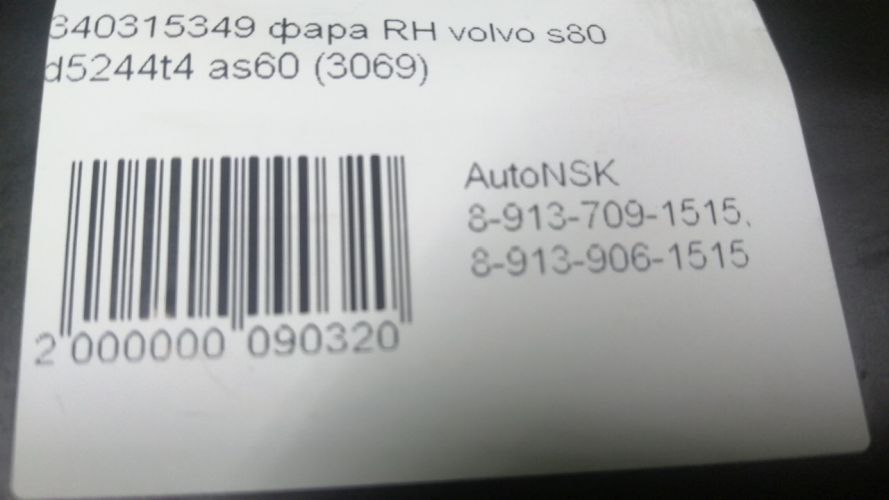 340315349 фара RH volvo s80
d5244t4 as60 (3069)
AutoNSK
8-913-709-1515,
8-913-906-1515
2 000000 090320